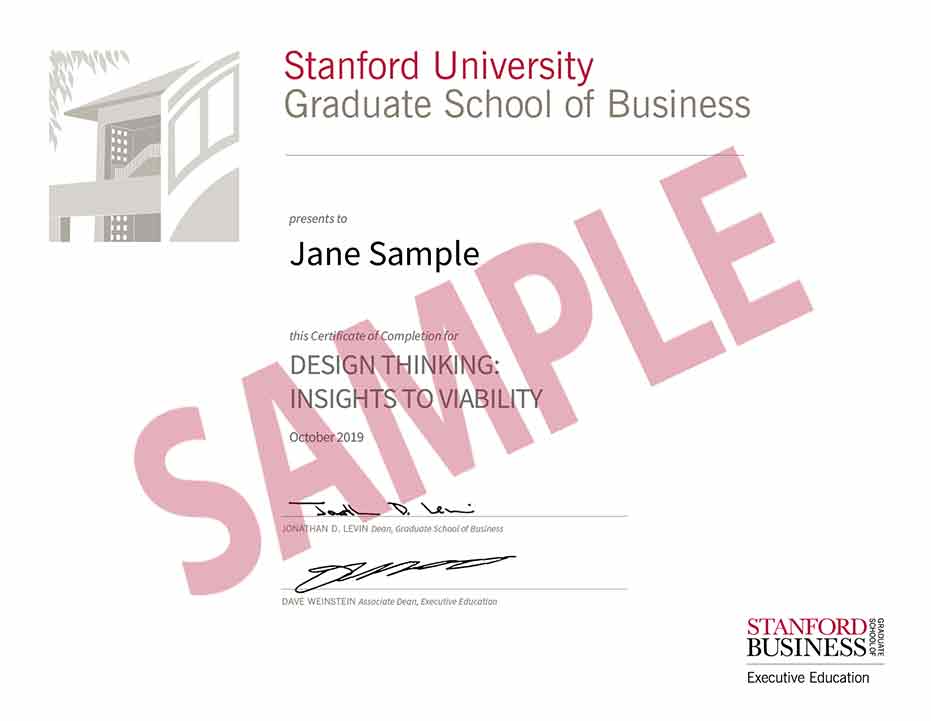 Stanford University
Graduate School of Business
presents to
Jane Sample
this Certificate of Completion for
DESIGN THINKING:
INSIGHTS TO VIABILITY
October 2019
SAMPLE
Jonathan D. Levin
JONATHAN D. LEVIN Dean, Graduate School of Business
DAVE WEINSTEIN Associate Dean, Executive Education
STANFORD
BUSINESS
GRADUATE
SCHOOL OF
Executive Education